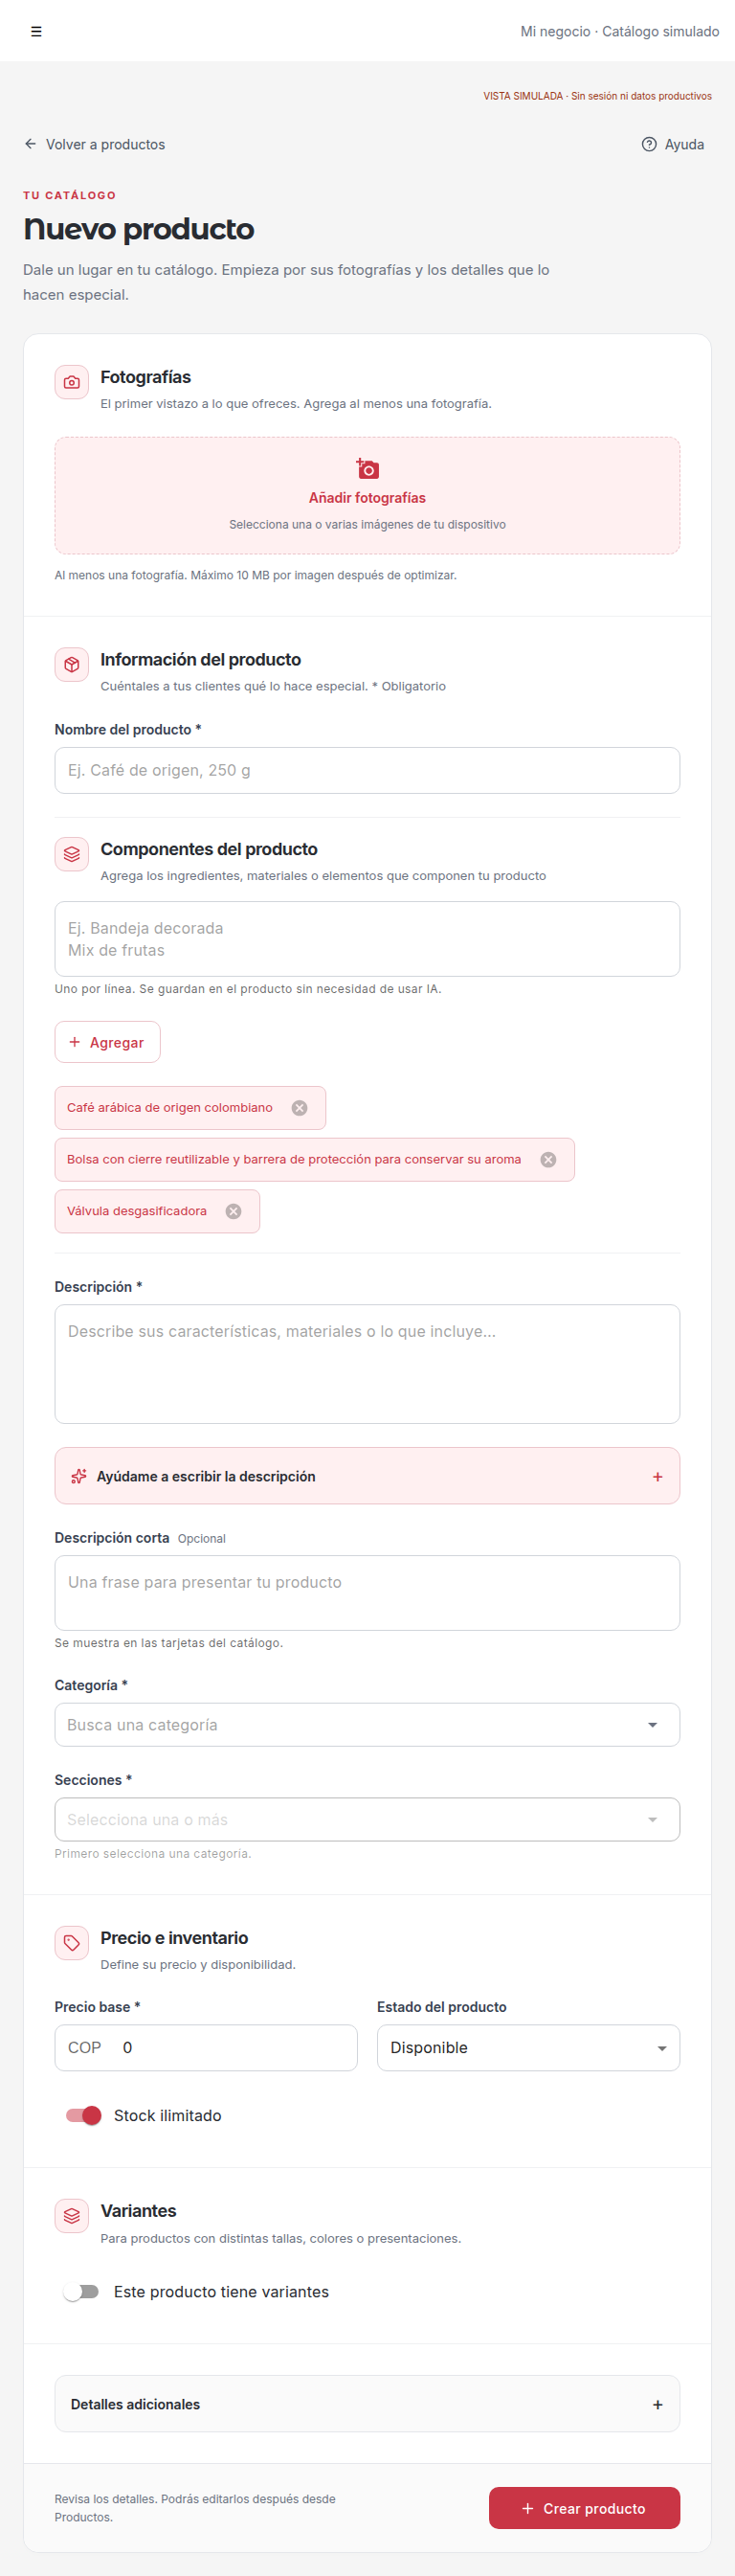 Mi negocio · Catálogo simulado
VISTA SIMULADA · Sin sesión ni datos productivos
Volver a productos
Ayuda
TU CATÁLOGO
Nuevo producto
Dale un lugar en tu catálogo. Empieza por sus fotografías y los detalles que lo
hacen especial.
Fotografías
El primer vistazo a lo que ofreces. Agrega al menos una fotografía.
Añadir fotografías
Selecciona una o varias imágenes de tu dispositivo
Al menos una fotografía. Máximo 10 MB por imagen después de optimizar.
Información del producto
Cuéntales a tus clientes qué lo hace especial. * Obligatorio
Nombre del producto *
Ej. Café de origen, 250 g
Componentes del producto
Agrega los ingredientes, materiales o elementos que componen tu producto
Ej. Bandeja decorada
Mix de frutas
Uno por línea. Se guardan en el producto sin necesidad de usar IA.
Agregar
Café arábica de origen colombiano
Bolsa con cierre reutilizable y barrera de protección para conservar su aroma
Válvula desgasificadora
Descripción *
Describe sus características, materiales o lo que incluye...
Ayúdame a escribir la descripción
Descripción corta Opcional
Una frase para presentar tu producto
Se muestra en las tarjetas del catálogo.
Categoría *
Busca una categoría
Secciones *
Selecciona una o más
Primero selecciona una categoría.
Precio e inventario
Define su precio y disponibilidad.
Precio base *
COP 0
Estado del producto
Disponible
Stock ilimitado
Variantes
Para productos con distintas tallas, colores o presentaciones.
Este producto tiene variantes
Detalles adicionales
Revisa los detalles. Podrás editarlos después desde
Productos.
Crear producto